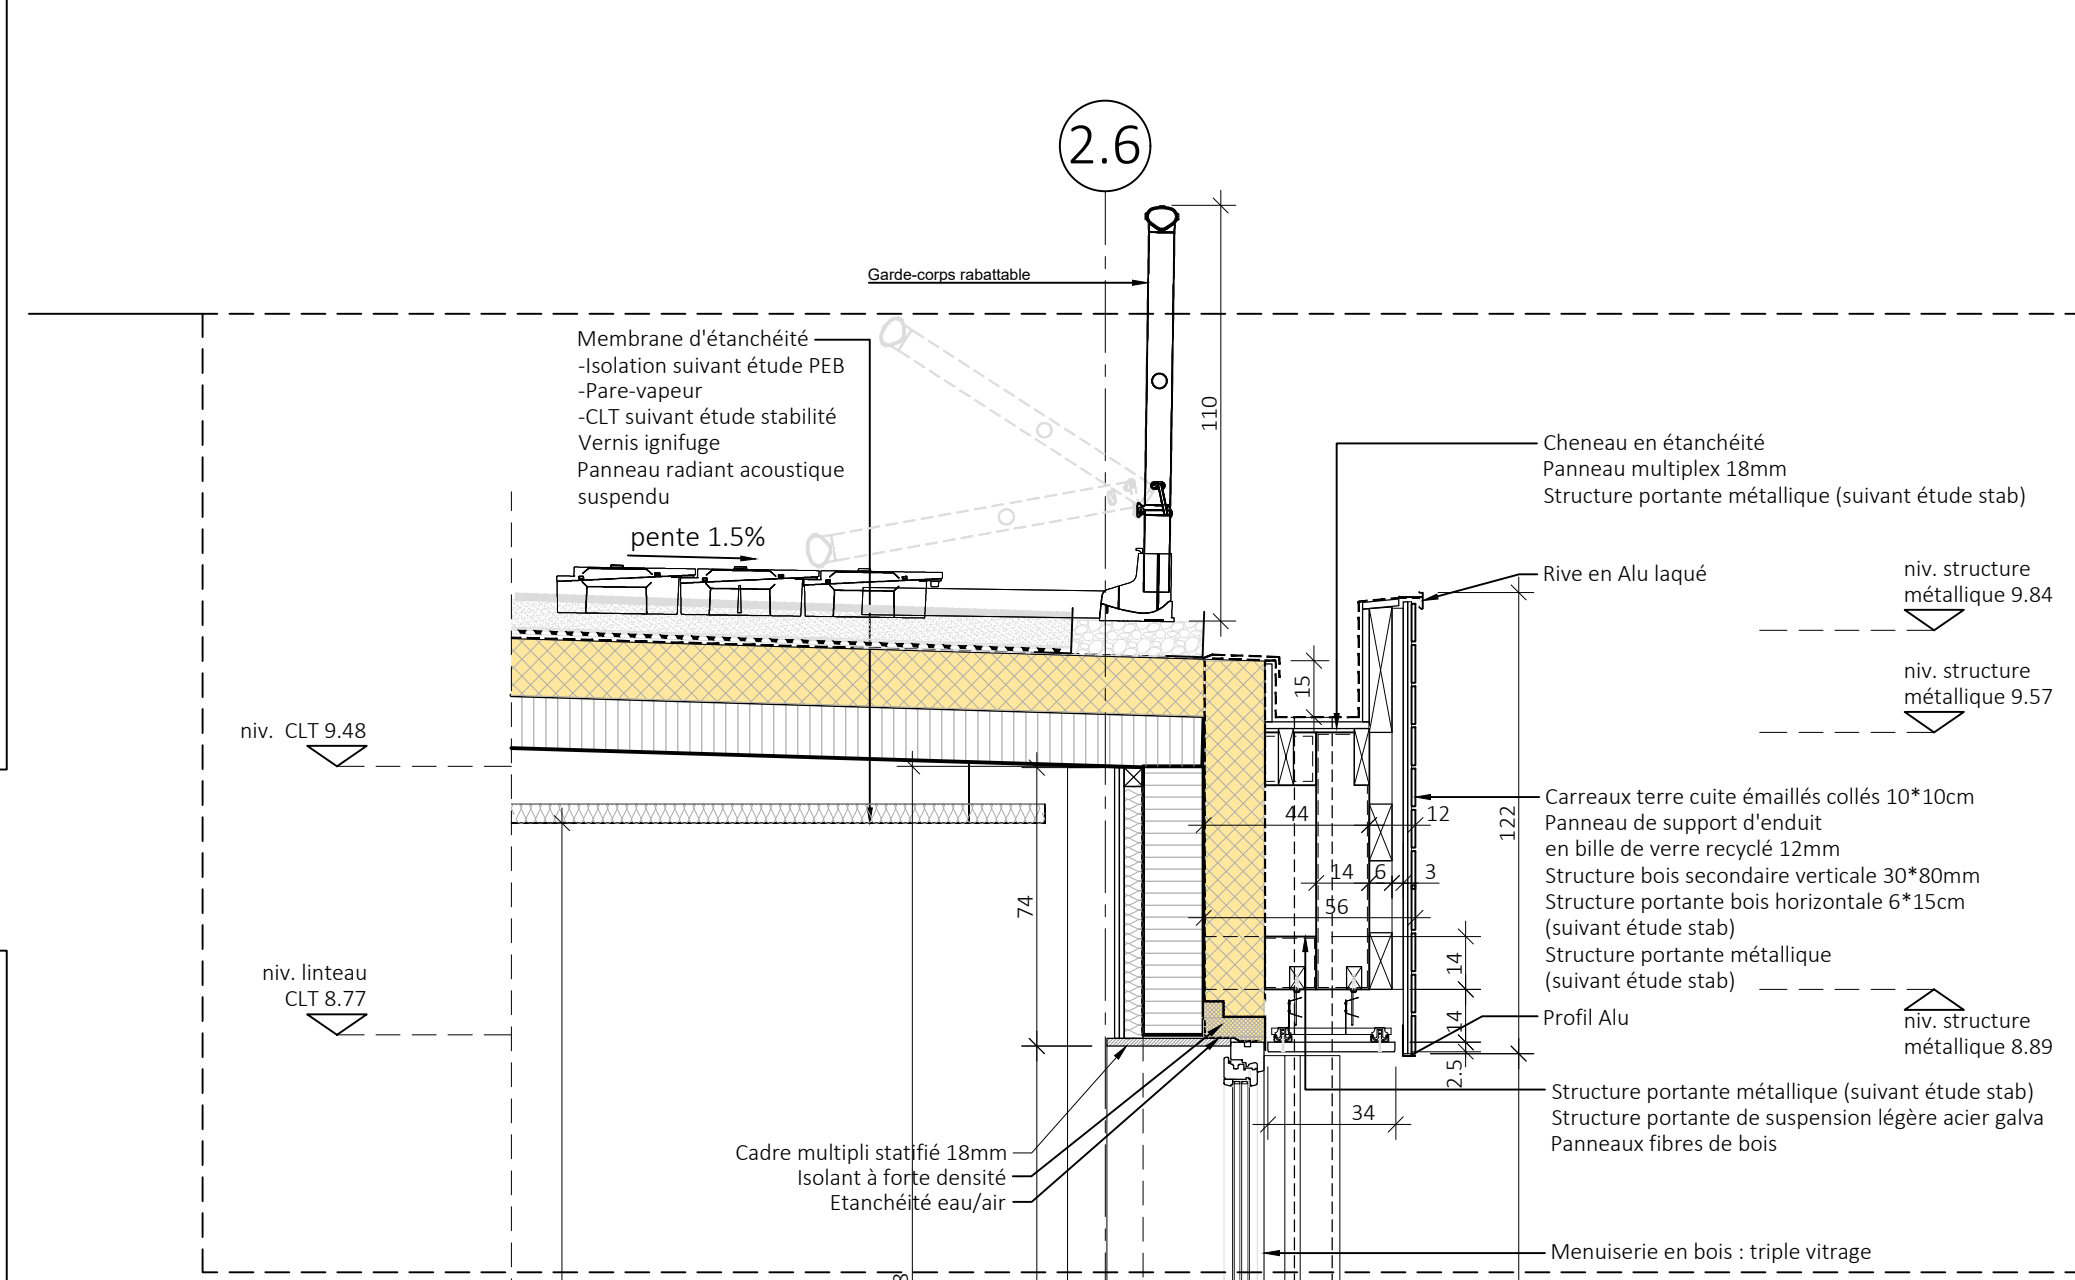 2.6
Garde-corps rabattable
110
Membrane d'étanchéité
-Isolation suivant étude PEB
-Pare-vapeur
-CLT suivant étude stabilité
Vernis ignifuge
Panneau radiant acoustique
suspendu
pente 1.5%
Cheneau en étanchéité
Panneau multiplex 18mm
Structure portante métallique (suivant étude stab)
Rive en Alu laqué
niv. structure
métallique 9.84
niv. structure
métallique 9.57
15
niv. CLT 9.48
niv. linteau
CLT 8.77
74
44
12
14
6
3
56
122
14
14
2.5
34
Carreaux terre cuite émaillés collés 10*10cm
Panneau de support d'enduit
en bille de verre recyclé 12mm
Structure bois secondaire verticale 30*80mm
Structure portante bois horizontale 6*15cm
(suivant étude stab)
Structure portante métallique
(suivant étude stab)
Profil Alu
niv. structure
métallique 8.89
Structure portante métallique (suivant étude stab)
Structure portante de suspension légère acier galva
Panneaux fibres de bois
Cadre multipli statifié 18mm
Isolant à forte densité
Etanchéité eau/air
Menuiserie en bois : triple vitrage